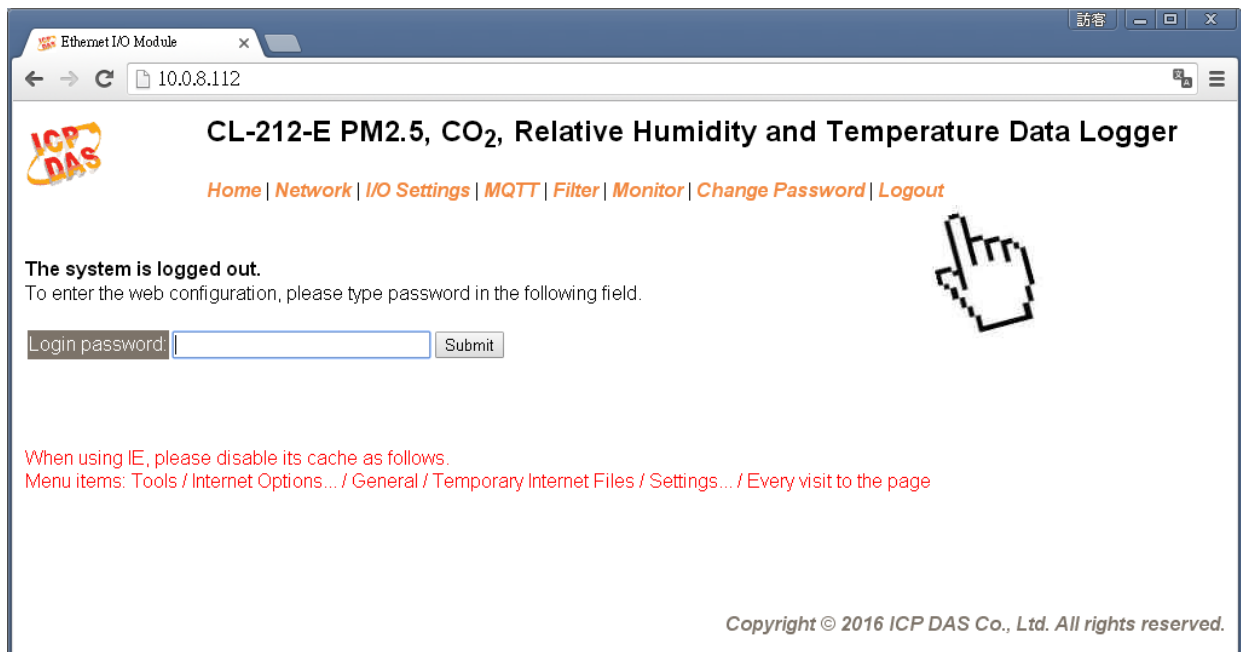 訪客
Ethernet I/O Module
10.0.8.112
ICP DAS
CL-212-E PM2.5, CO₂, Relative Humidity and Temperature Data Logger
Home | Network | I/O Settings | MQTT | Filter | Monitor | Change Password | Logout
The system is logged out.
To enter the web configuration, please type password in the following field.
Login password: Submit
When using IE, please disable its cache as follows.
Menu items: Tools / Internet Options... / General / Temporary Internet Files / Settings... / Every visit to the page
Copyright © 2016 ICP DAS Co., Ltd. All rights reserved.